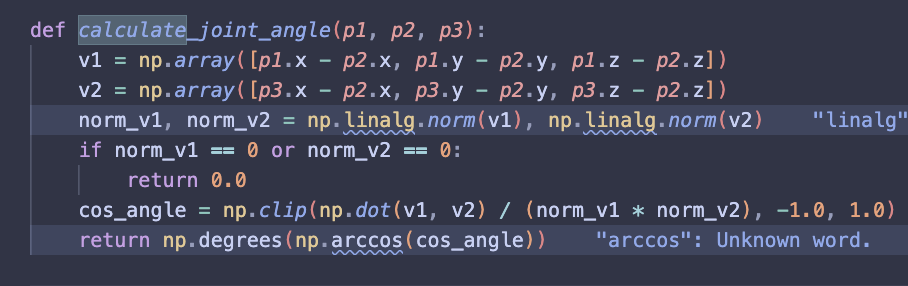 def calculate_joint_angle(p1, p2, p3):
v1 = np.array([p1.x - p2.x, p1.y - p2.y, p1.z - p2.z])
v2 = np.array([p3.x - p2.x, p3.y - p2.y, p3.z - p2.z])
norm_v1, norm_v2 = np.linalg.norm(v1), np.linalg.norm(v2) "linalg"
if norm_v1 == 0 or norm_v2 == 0:
return 0.0
cos_angle = np.clip(np.dot(v1, v2) / (norm_v1 * norm_v2), -1.0, 1.0)
return np.degrees(np.arccos(cos_angle)) "arccos": Unknown word.